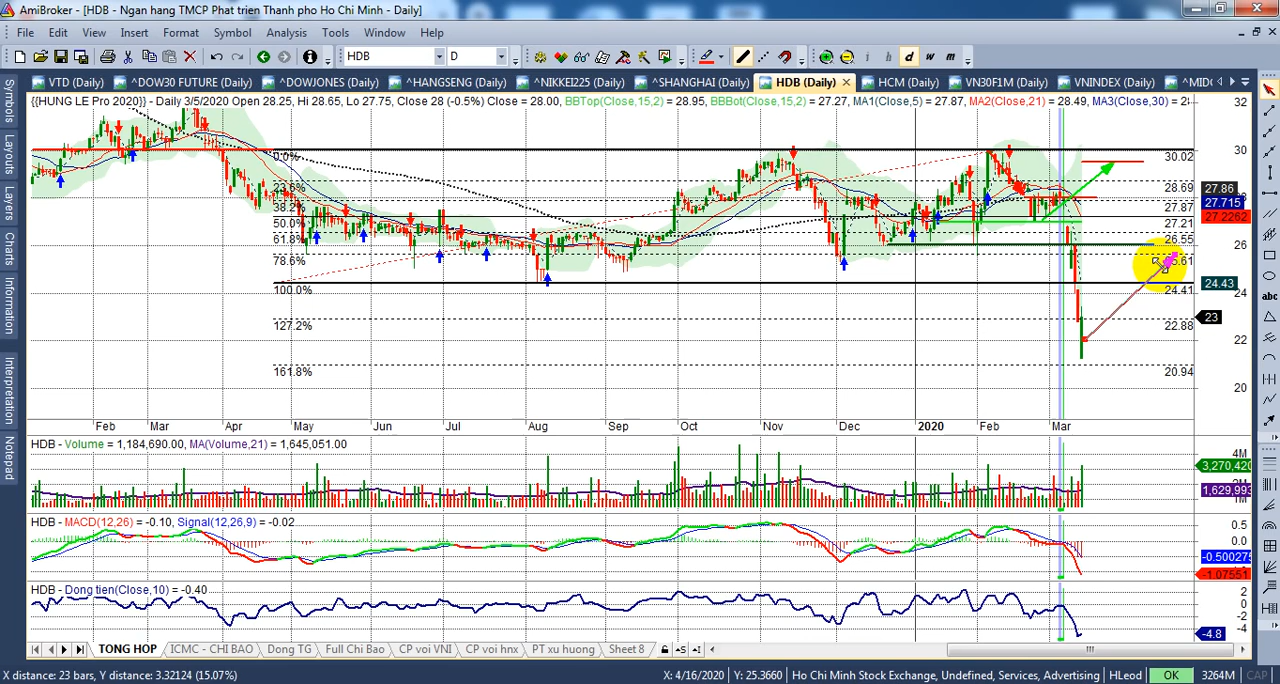 AmiBroker - [HDB - Ngan hang TMCP Phat trien Thanh pho Ho Chi Minh - Daily]
File Edit View Insert Format Symbol Analysis Tools Window Help
HDB D i h d w m
VTD (Daily) ^DOW30 FUTURE (Daily) ^DOWJONES (Daily) ^HANGSENG (Daily) ^NIKKEI225 (Daily) ^SHANGHAI (Daily) HDB (Daily) HCM (Daily) VN30F1M (Daily) VNINDEX (Daily) ^MIDC
{{HUNG LE Pro 2020}} - Daily 3/5/2020 Open 28.25, Hi 28.65, Lo 27.75, Close 28 (-0.5%) Close = 28.00, BBTop(Close,15,2) = 28.95, BBBot(Close,15,2) = 27.27, MA1(Close,5) = 27.87, MA2(Close,21) = 28.49, MA3(Close,30) = 2
Symbols
Layouts
Layers
Charts
Information
Interpretation
Notepad
abc
32
30
28
26
24
22
20
27.86
27.715
27.2262
24.43
23
0.0% 30.02
23.6% 28.69
38.2% 27.87
50.0% 27.21
61.8% 26.55
78.6% 5.61
100.0% 24.41
127.2% 22.88
161.8% 20.94
Feb Mar Apr May Jun Jul Aug Sep Oct Nov Dec 2020 Feb Mar
HDB - Volume = 1,184,690.00, MA(Volume,21) = 1,645,051.00
4M
3,270,420
1,629,993
HDB - MACD(12,26) = -0.10, Signal(12,26,9) = -0.02
0.5
0.0
-0.500275
-1.07551
HDB - Dong tien(Close,10) = -0.40
2
0
-2
-4
-4.8
TONG HOP ICMC - CHI BAO Dong TG Full Chi Bao CP voi VNI CP voi hnx PT xu huong Sheet 8
X distance: 23 bars, Y distance: 3.32124 (15.07%) X: 4/16/2020 Y: 25.3660 Ho Chi Minh Stock Exchange, Undefined, Services, Advertising HLeod OK 3264M CAP